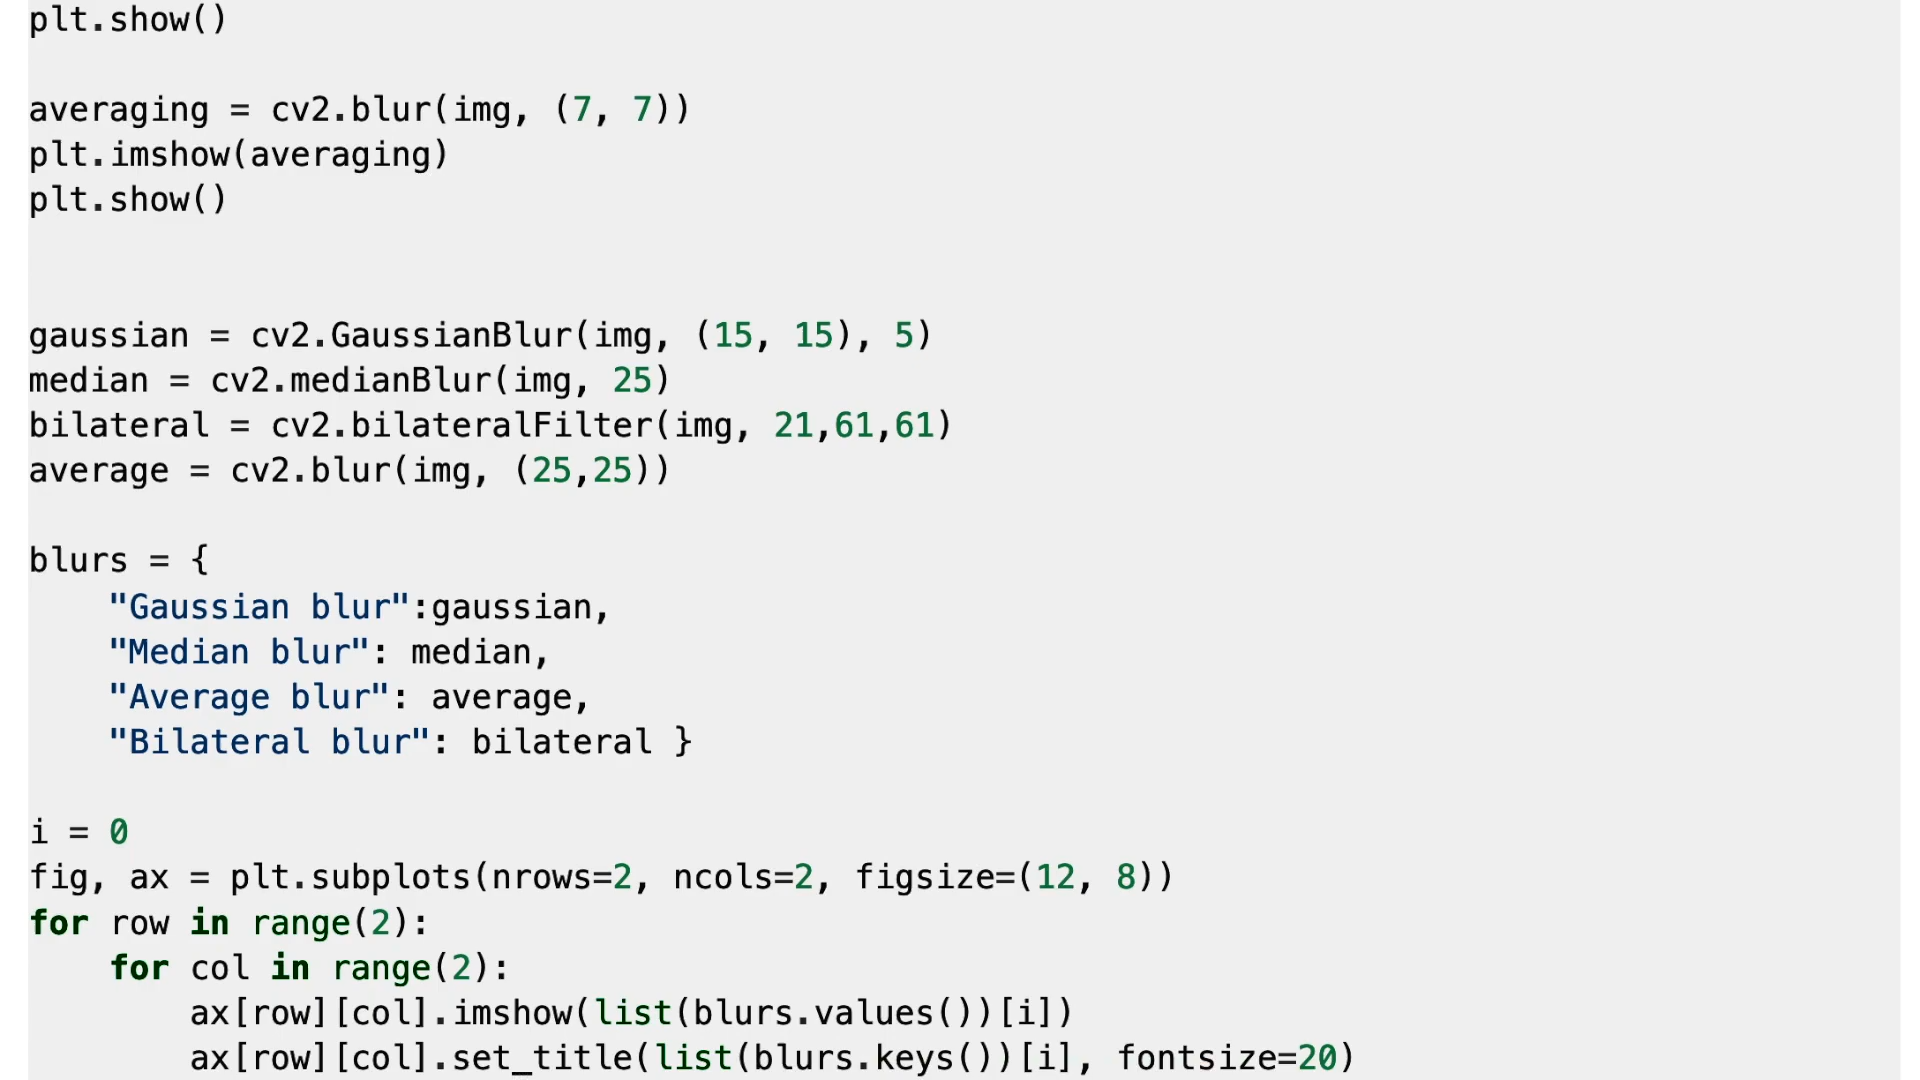 plt.show()
averaging = cv2.blur(img, (7, 7))
plt.imshow(averaging)
plt.show()
gaussian = cv2.GaussianBlur(img, (15, 15), 5)
median = cv2.medianBlur(img, 25)
bilateral = cv2.bilateralFilter(img, 21,61,61)
average = cv2.blur(img, (25,25))
blurs = {
    "Gaussian blur":gaussian,
    "Median blur": median,
    "Average blur": average,
    "Bilateral blur": bilateral }
i = 0
fig, ax = plt.subplots(nrows=2, ncols=2, figsize=(12, 8))
for row in range(2):
    for col in range(2):
        ax[row][col].imshow(list(blurs.values())[i])
        ax[row][col].set_title(list(blurs.keys())[i], fontsize=20)